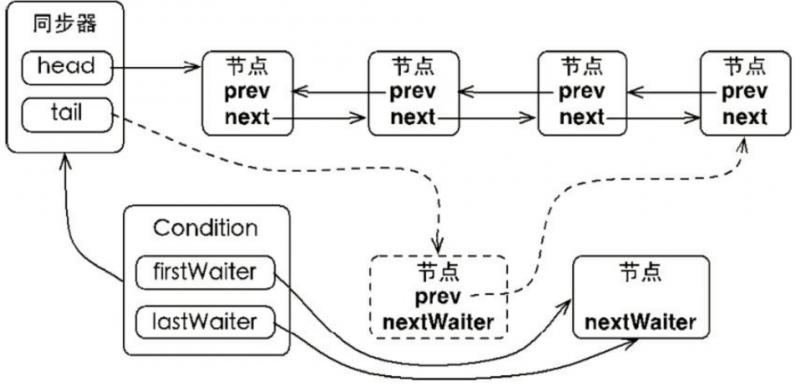 同步器
head
tail
节点
prev
next
节点
prev
next
节点
prev
next
节点
prev
next
Condition
firstWaiter
lastWaiter
节点
prev
nextWaiter
节点
nextWaiter